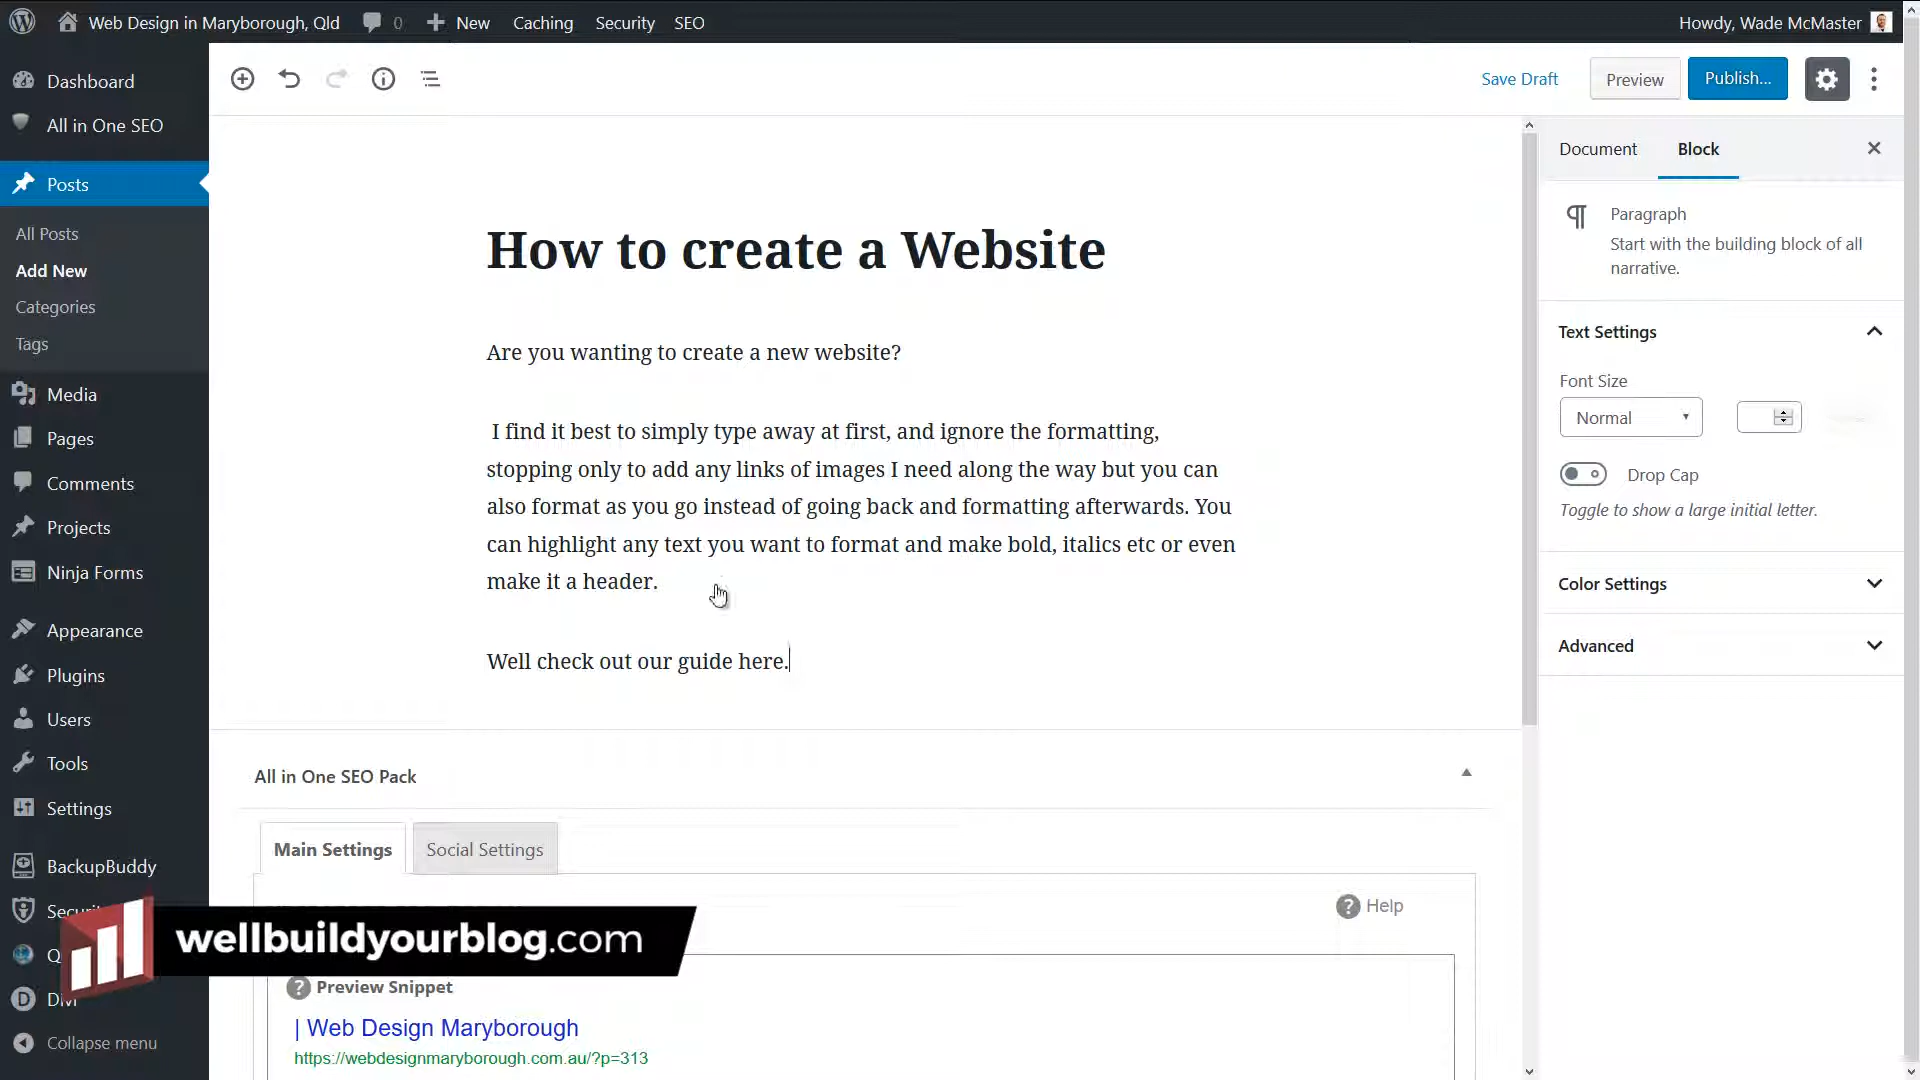 Web Design in Maryborough, Qld
0
New
Caching
Security
SEO
Howdy, Wade McMaster
Dashboard
All in One SEO
Posts
All Posts
Add New
Categories
Tags
Media
Pages
Comments
Projects
Ninja Forms
Appearance
Plugins
Users
Tools
Settings
BackupBuddy
Collapse menu
Save Draft
Preview
Publish...
How to create a Website
Are you wanting to create a new website?
I find it best to simply type away at first, and ignore the formatting,
stopping only to add any links of images I need along the way but you can
also format as you go instead of going back and formatting afterwards. You
can highlight any text you want to format and make bold, italics etc or even
make it a header.
Well check out our guide here.
All in One SEO Pack
Main Settings
Social Settings
Help
Preview Snippet
| Web Design Maryborough
https://webdesignmaryborough.com.au/?p=313
wellbuildyourblog.com
Document
Block
Paragraph
Start with the building block of all
narrative.
Text Settings
Font Size
Normal
Drop Cap
Toggle to show a large initial letter.
Color Settings
Advanced